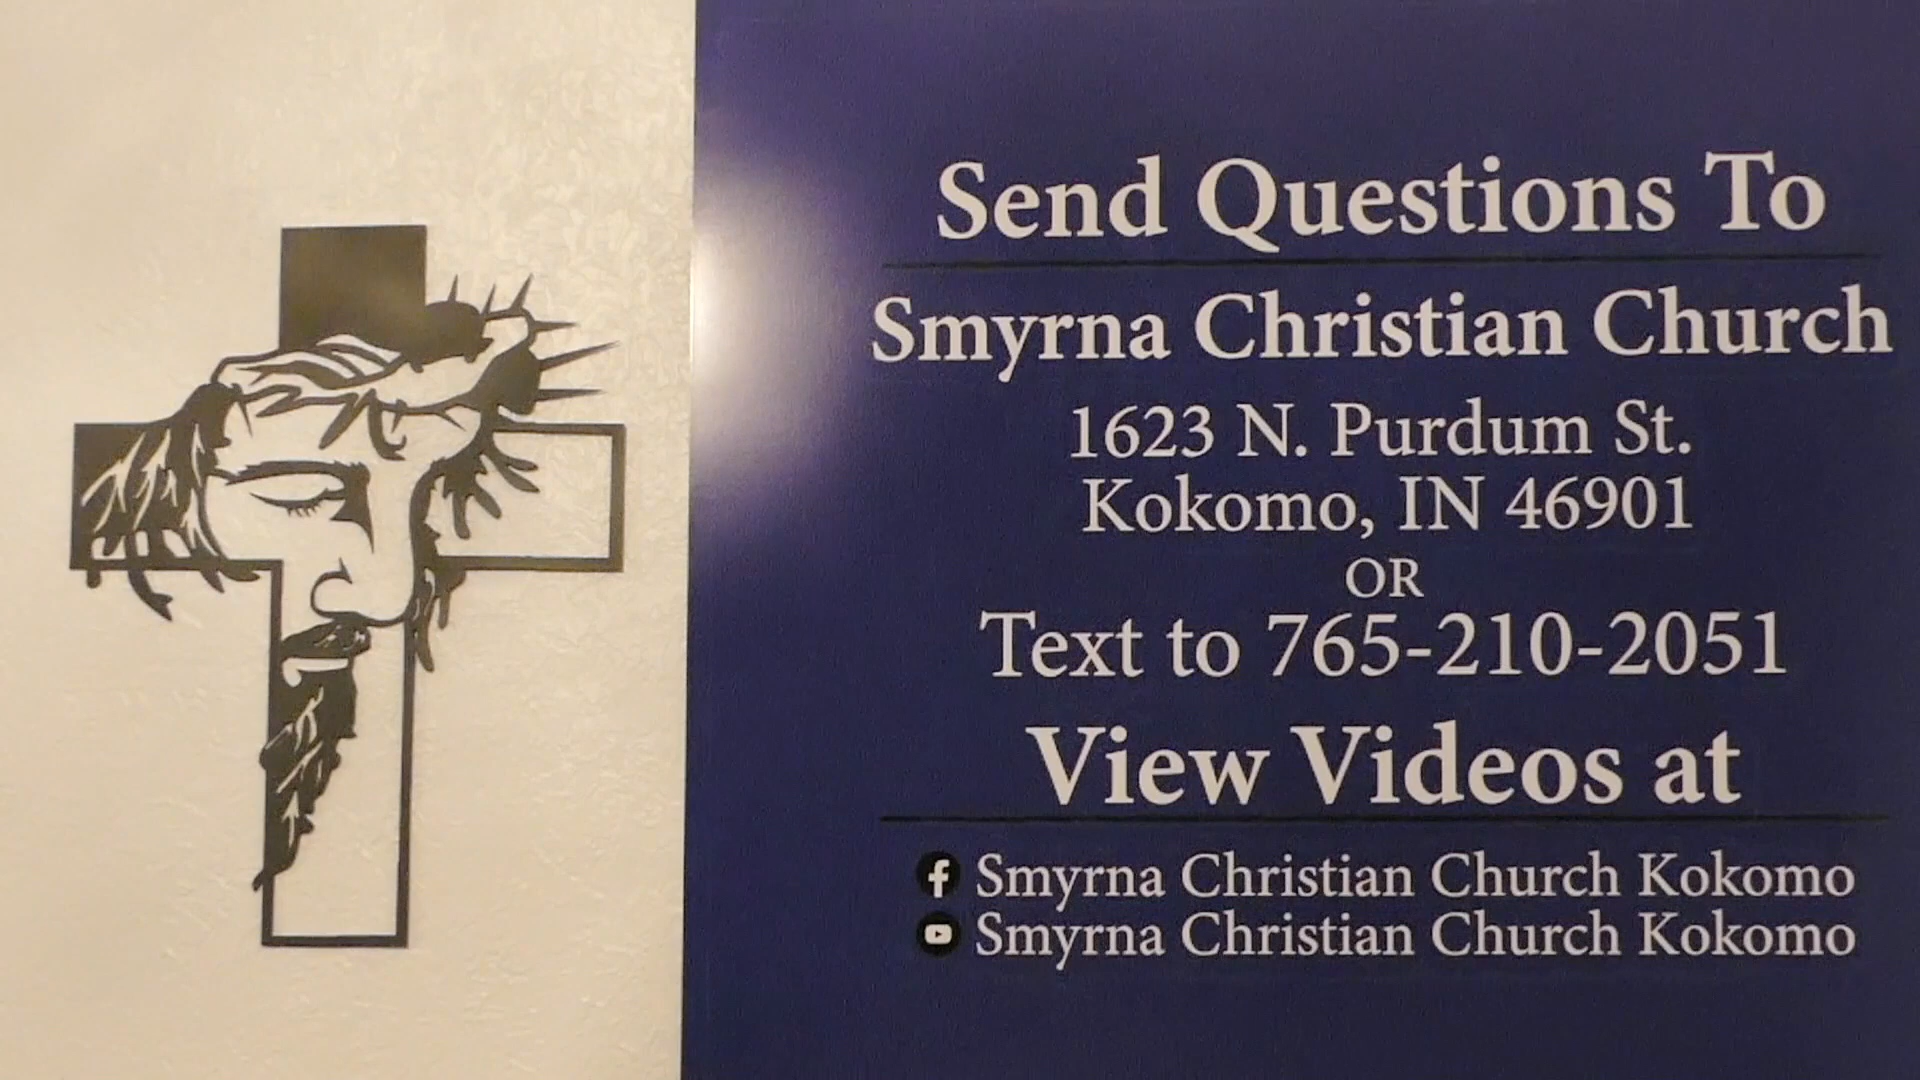 Send Questions To
Smyrna Christian Church
1623 N. Purdum St.
Kokomo, IN 46901
OR
Text to 765-210-2051
View Videos at
Smyrna Christian Church Kokomo
Smyrna Christian Church Kokomo